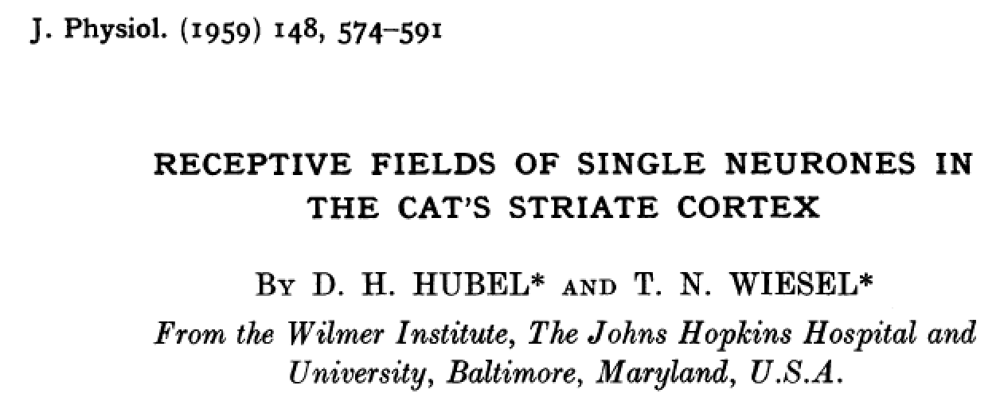 J. Physiol. (1959) 148, 574–591
RECEPTIVE FIELDS OF SINGLE NEURONES IN
THE CAT'S STRIATE CORTEX
By D. H. HUBEL* AND T. N. WIESEL*
From the Wilmer Institute, The Johns Hopkins Hospital and
University, Baltimore, Maryland, U.S.A.